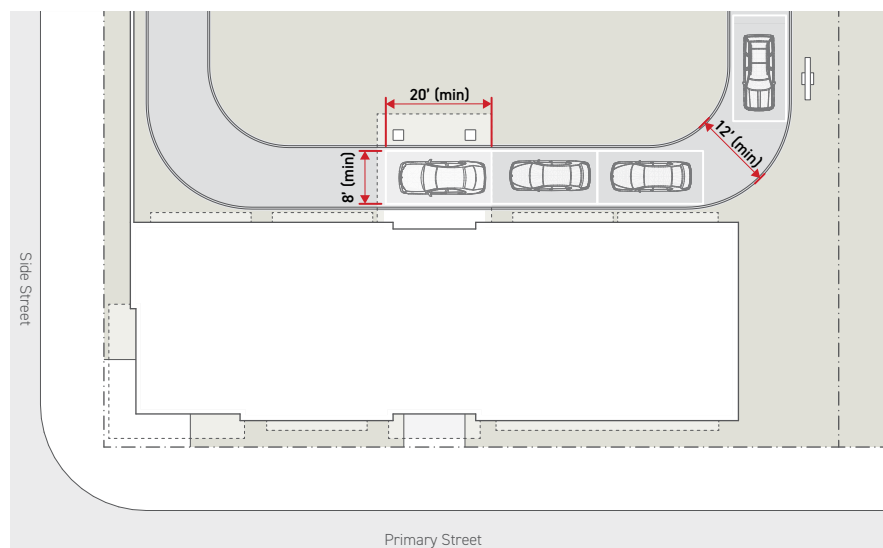 20' (min)
12' (min)
8' (min)
Side Street
Primary Street